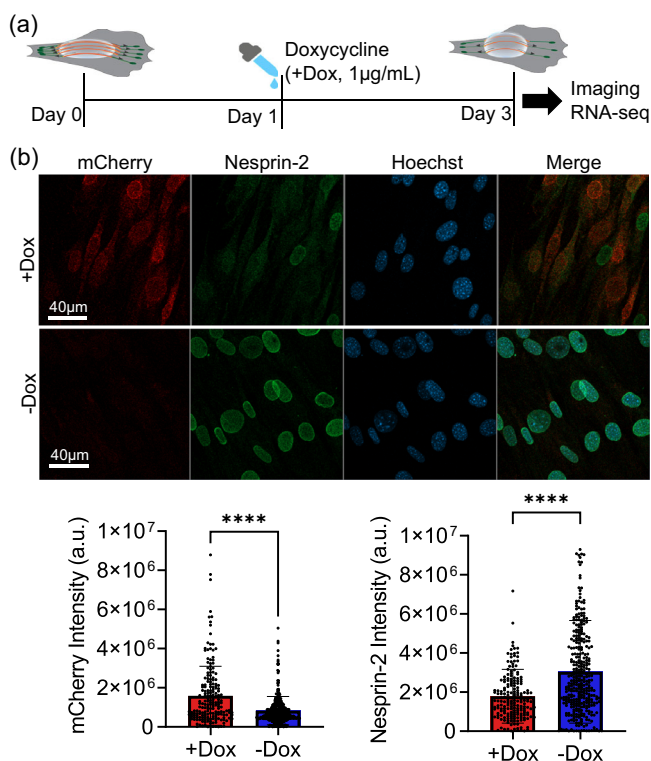 (a)
Doxycycline
(+Dox, 1μg/mL)
Day 0
Day 1
Day 3
Imaging
RNA-seq
(b)
mCherry
Nesprin-2
Hoechst
Merge
+Dox
40μm
-Dox
40μm
mCherry Intensity (a.u.)
1×10⁷
8×10⁶
6×10⁶
4×10⁶
2×10⁶
0
****
+Dox
-Dox
Nesprin-2 Intensity (a.u.)
1×10⁷
8×10⁶
6×10⁶
4×10⁶
2×10⁶
0
****
+Dox
-Dox